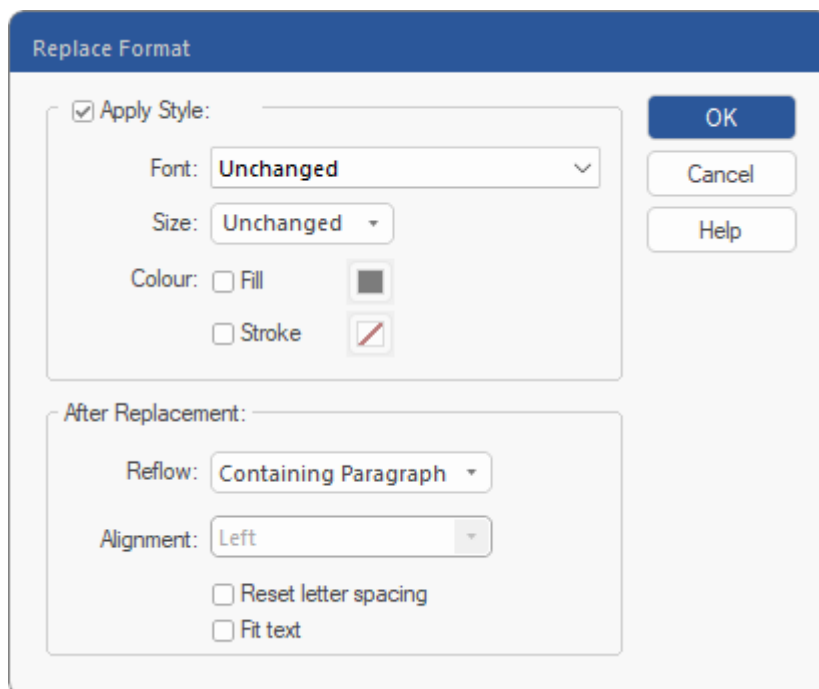 Replace Format
Apply Style:
OK
Font: Unchanged
Cancel
Size: Unchanged
Help
Colour: Fill
Stroke
After Replacement:
Reflow: Containing Paragraph
Alignment: Left
Reset letter spacing
Fit text